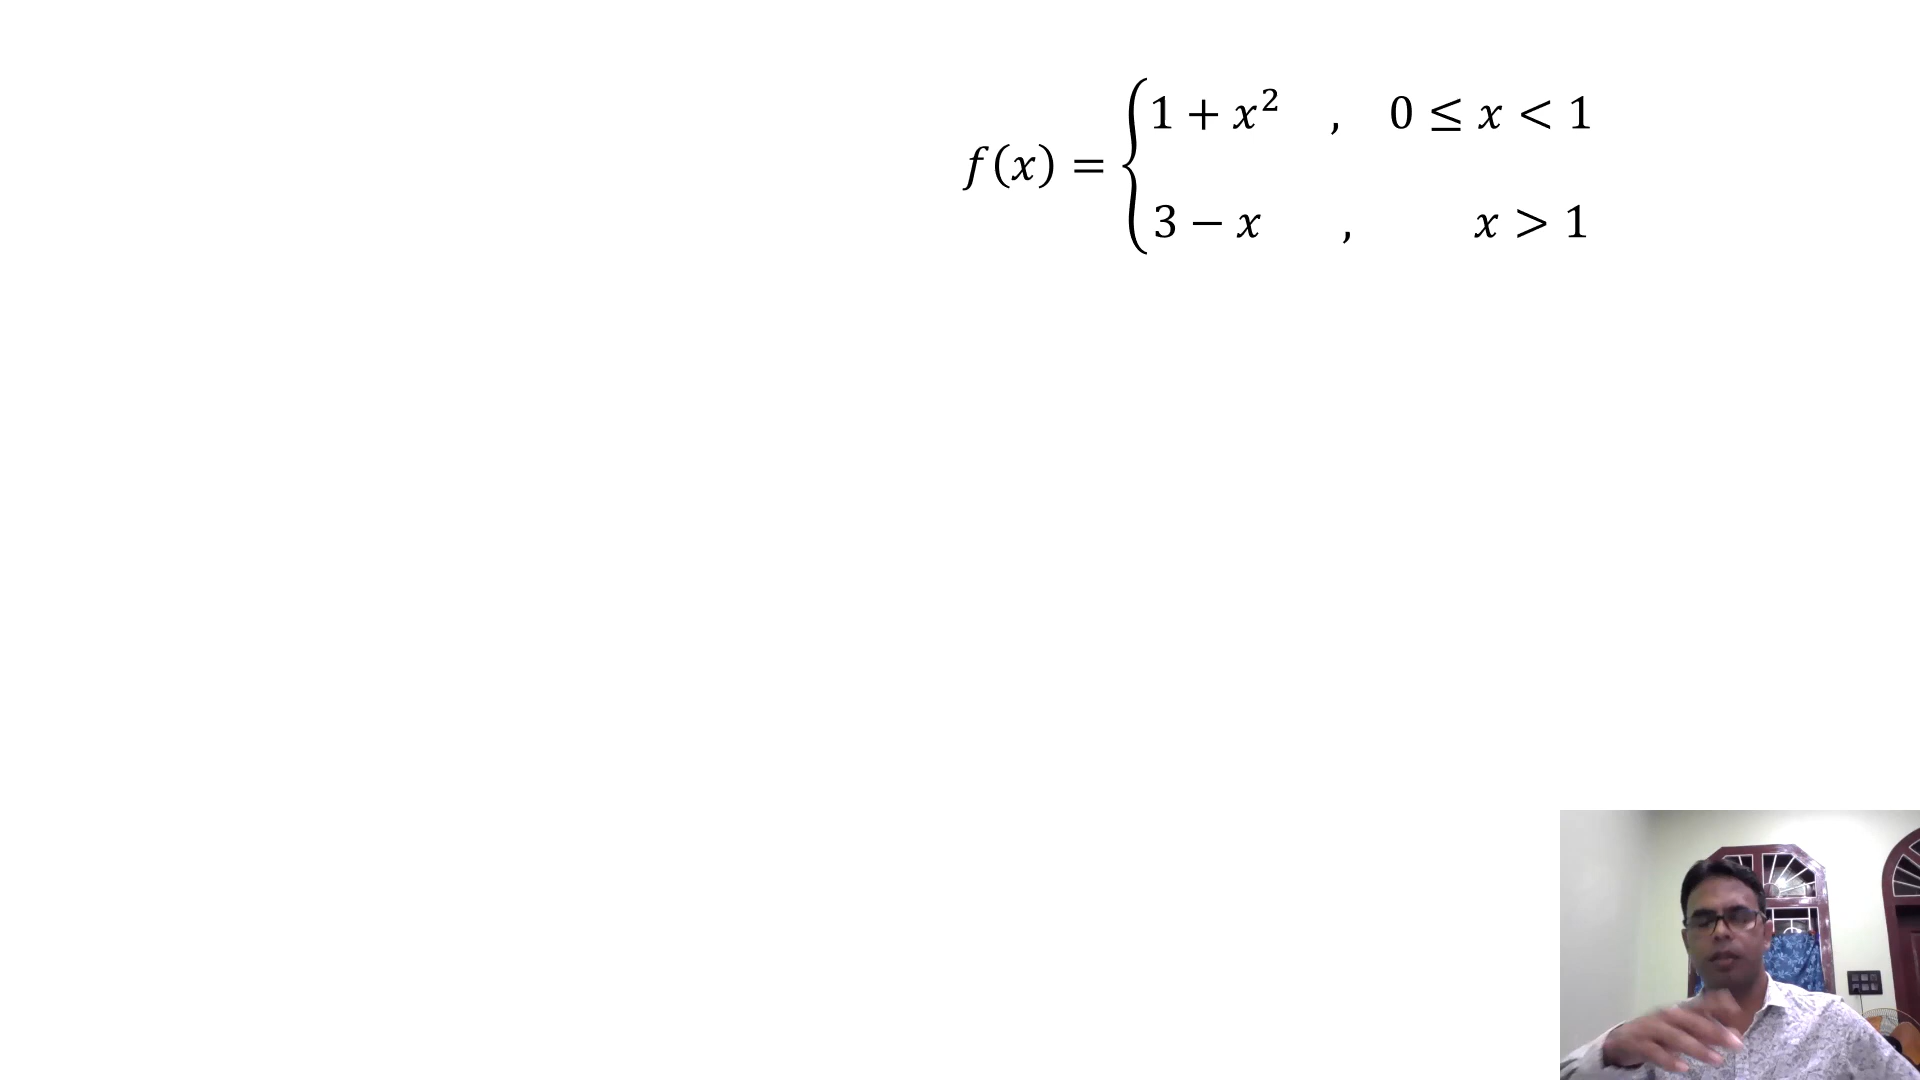 1 + x² , 0 ≤ x < 1
f(x) = {
3 − x , x > 1